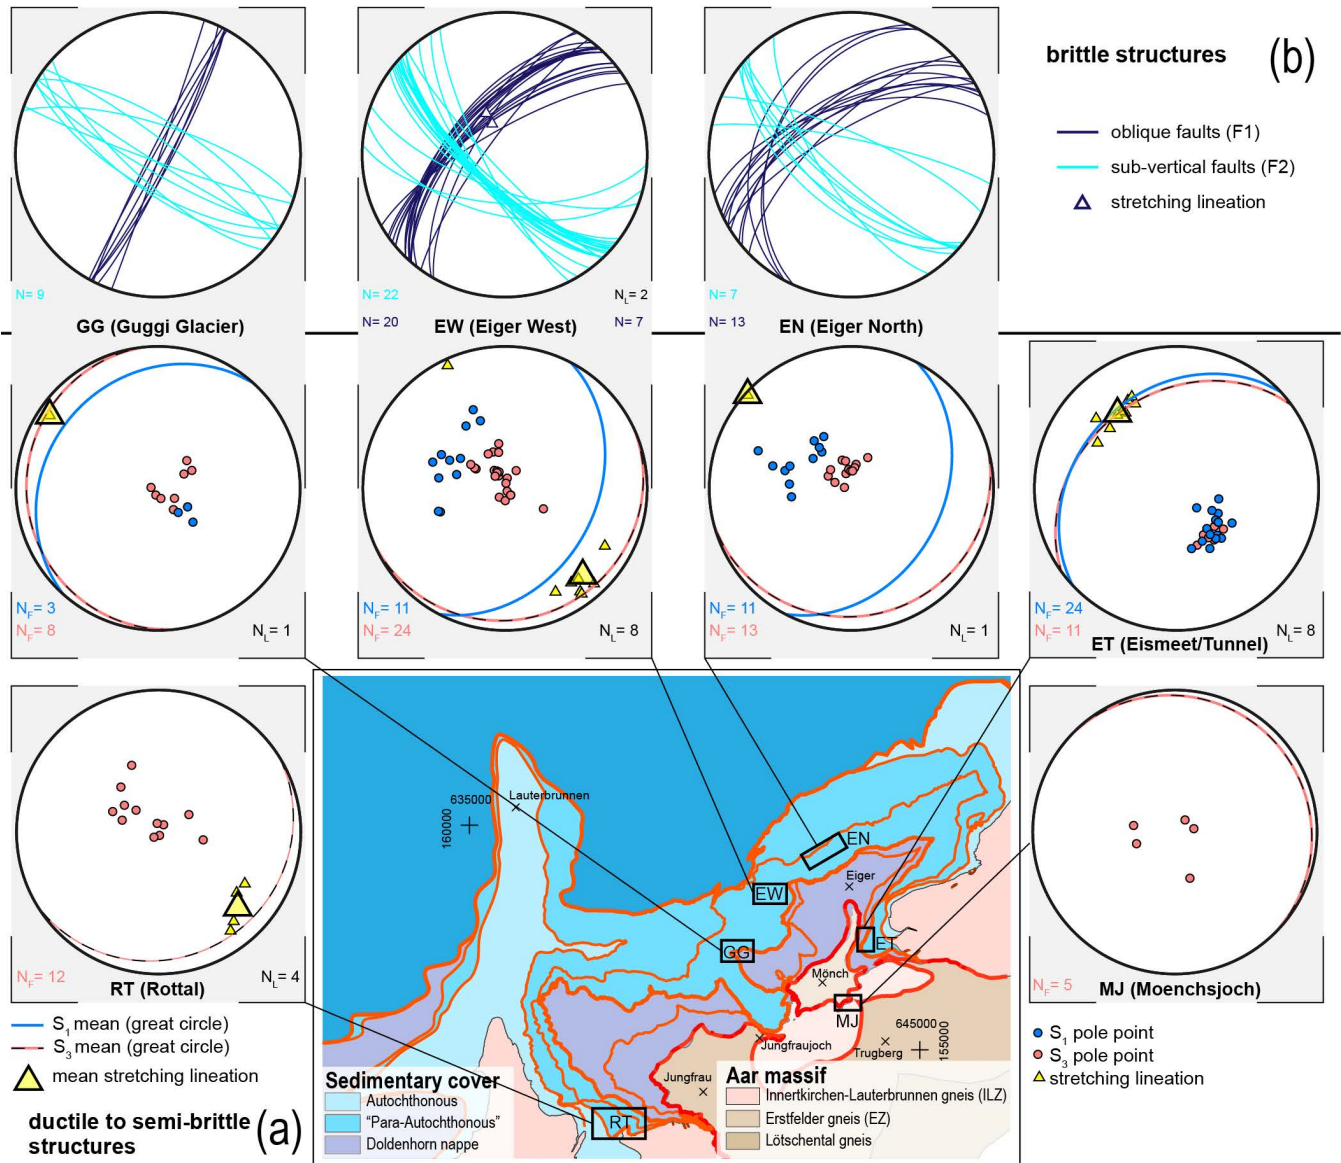 brittle structures
(b)
oblique faults (F1)
sub-vertical faults (F2)
stretching lineation
N= 9
N= 22
N_L= 2
N= 7
GG (Guggi Glacier)
N= 20
EW (Eiger West)
N= 7
N= 13
EN (Eiger North)
N_F= 3
N_F= 8
N_L= 1
N_F= 11
N_F= 24
N_L= 8
N_F= 11
N_F= 13
N_L= 1
N_F= 24
N_F= 11
N_L= 8
ET (Eismeet/Tunnel)
N_F= 12
N_L= 4
RT (Rottal)
N_F= 5
MJ (Moenchsjoch)
Lauterbrunnen
635000
160000
EN
Eiger
EW
GG
ET
Mönch
MJ
645000
155000
Jungfraujoch
Trugberg
Jungfrau
RT
Sedimentary cover
Autochthonous
"Para-Autochthonous"
Doldenhorn nappe
Aar massif
Innertkirchen-Lauterbrunnen gneis (ILZ)
Erstfelder gneis (EZ)
Lötschental gneis
S_1 mean (great circle)
S_3 mean (great circle)
mean stretching lineation
ductile to semi-brittle
structures
(a)
S_1 pole point
S_3 pole point
stretching lineation